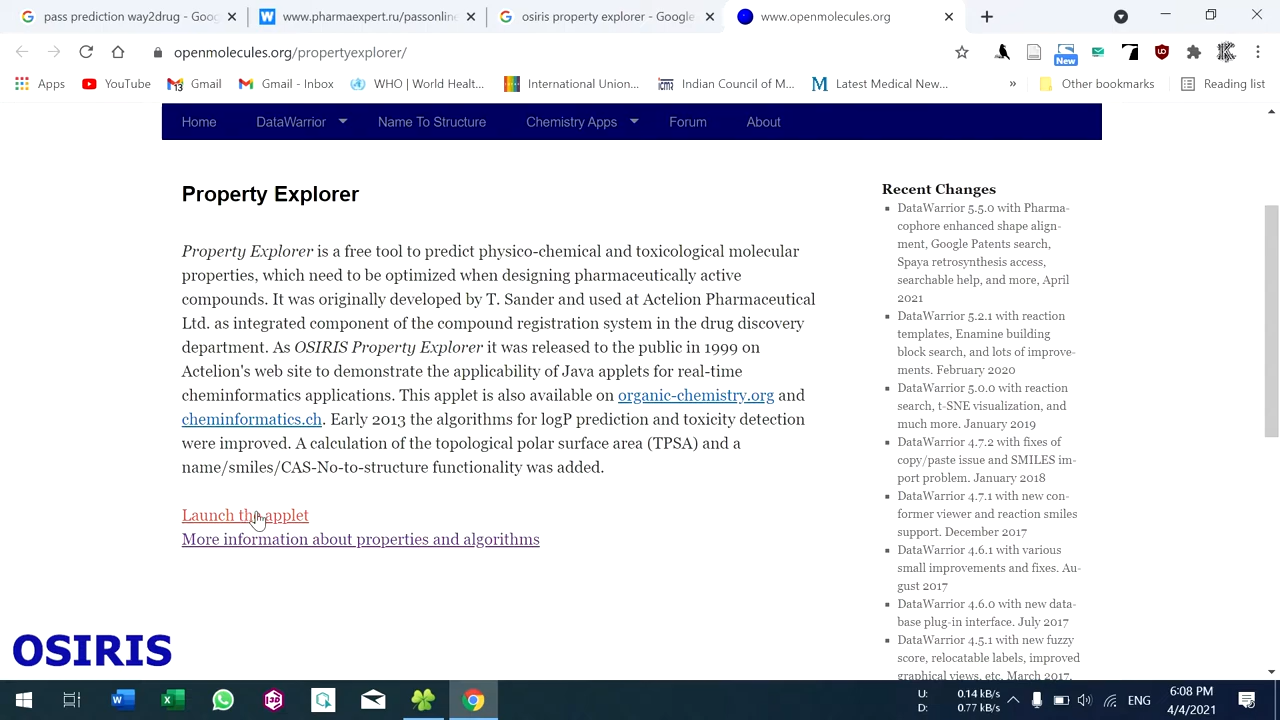 pass prediction way2drug - Goog
www.pharmaexpert.ru/passonline
osiris property explorer - Google
www.openmolecules.org
openmolecules.org/propertyexplorer/
New
Apps
YouTube
Gmail
Gmail - Inbox
WHO | World Health...
International Union...
Indian Council of M...
Latest Medical New...
»
Other bookmarks
Reading list
Home
DataWarrior
Name To Structure
Chemistry Apps
Forum
About
Property Explorer
Property Explorer is a free tool to predict physico-chemical and toxicological molecular
properties, which need to be optimized when designing pharmaceutically active
compounds. It was originally developed by T. Sander and used at Actelion Pharmaceutical
Ltd. as integrated component of the compound registration system in the drug discovery
department. As OSIRIS Property Explorer it was released to the public in 1999 on
Actelion's web site to demonstrate the applicability of Java applets for real-time
cheminformatics applications. This applet is also available on organic-chemistry.org and
cheminformatics.ch. Early 2013 the algorithms for logP prediction and toxicity detection
were improved. A calculation of the topological polar surface area (TPSA) and a
name/smiles/CAS-No-to-structure functionality was added.
Launch the applet
More information about properties and algorithms
Recent Changes
DataWarrior 5.5.0 with Pharma-
cophore enhanced shape align-
ment, Google Patents search,
Spaya retrosynthesis access,
searchable help, and more, April
2021
DataWarrior 5.2.1 with reaction
templates, Enamine building
block search, and lots of improve-
ments. February 2020
DataWarrior 5.0.0 with reaction
search, t-SNE visualization, and
much more. January 2019
DataWarrior 4.7.2 with fixes of
copy/paste issue and SMILES im-
port problem. January 2018
DataWarrior 4.7.1 with new con-
former viewer and reaction smiles
support. December 2017
DataWarrior 4.6.1 with various
small improvements and fixes. Au-
gust 2017
DataWarrior 4.6.0 with new data-
base plug-in interface. July 2017
DataWarrior 4.5.1 with new fuzzy
score, relocatable labels, improved
graphical views, etc. March 2017.
OSIRIS
U: 0.14 kB/s
D: 0.77 kB/s
ENG
6:08 PM
4/4/2021